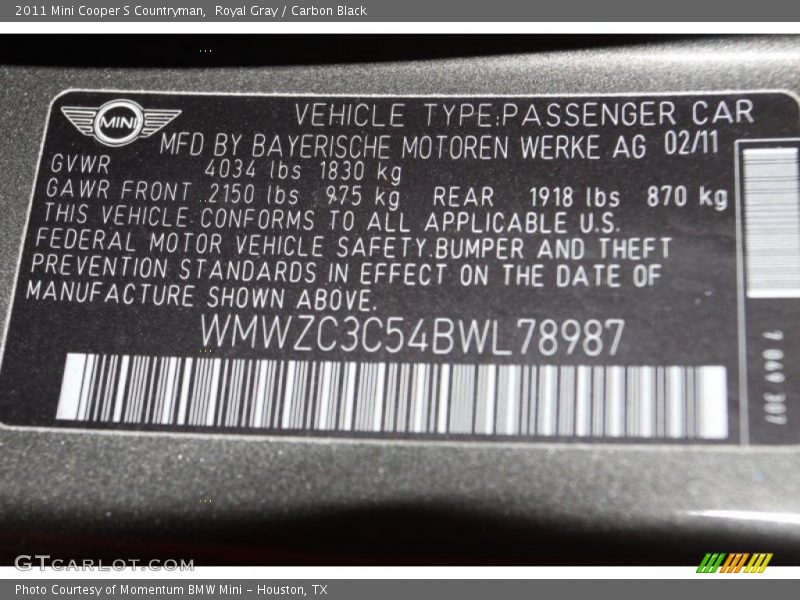 2011 Mini Cooper S Countryman,  Royal Gray / Carbon Black
MINI
VEHICLE TYPE:PASSENGER CAR
MFD BY BAYERISCHE MOTOREN WERKE AG 02/11
GVWR 4034 lbs 1830 kg
GAWR FRONT 2150 lbs 975 kg REAR 1918 lbs 870 kg
THIS VEHICLE CONFORMS TO ALL APPLICABLE U.S.
FEDERAL MOTOR VEHICLE SAFETY.BUMPER AND THEFT
PREVENTION STANDARDS IN EFFECT ON THE DATE OF
MANUFACTURE SHOWN ABOVE.
WMWZC3C54BWL78987
7 069 307
GTCARLOT.COM
Photo Courtesy of Momentum BMW Mini - Houston, TX